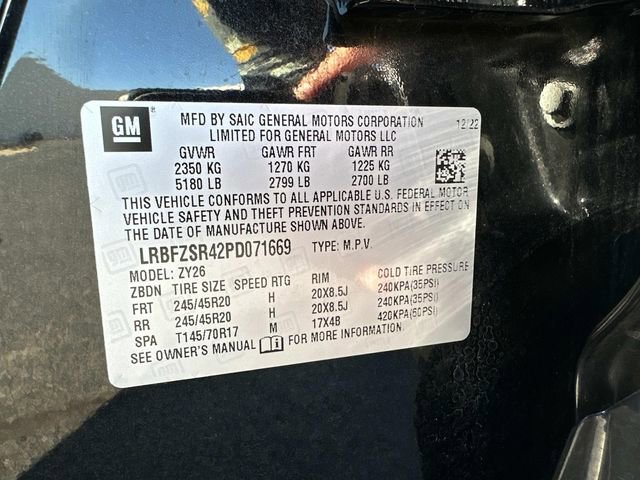 GM
MFD BY SAIC GENERAL MOTORS CORPORATION 12/22
LIMITED FOR GENERAL MOTORS LLC
GVWR GAWR FRT GAWR RR
2350 KG 1270 KG 1225 KG
5180 LB 2799 LB 2700 LB
THIS VEHICLE CONFORMS TO ALL APPLICABLE U.S. FEDERAL MOTOR
VEHICLE SAFETY AND THEFT PREVENTION STANDARDS IN EFFECT ON
THE DATE OF MANUFACTURE SHOWN ABOVE.
LRBFZSR42PD071669 TYPE: M.P.V.
MODEL: ZY26
ZBDN TIRE SIZE SPEED RTG RIM COLD TIRE PRESSURE
FRT 245/45R20 H 20X8.5J 240KPA(35PSI)
RR 245/45R20 H 20X8.5J 240KPA(35PSI)
SPA T145/70R17 M 17X4B 420KPA(60PSI)
SEE OWNER'S MANUAL FOR MORE INFORMATION.